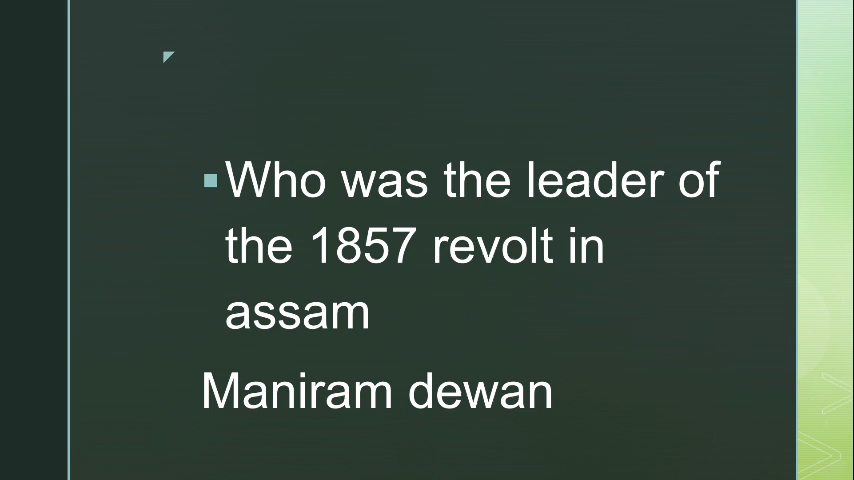 Who was the leader of
the 1857 revolt in
assam
Maniram dewan